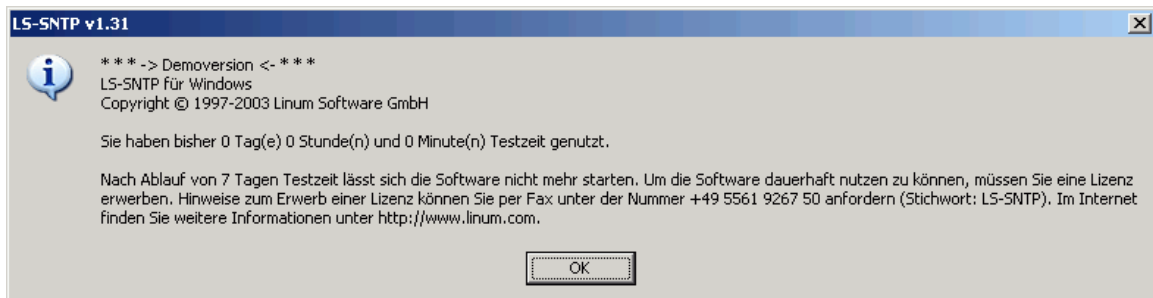 LS-SNTP v1.31
* * * -> Demoversion <- * * *
LS-SNTP für Windows
Copyright © 1997-2003 Linum Software GmbH
Sie haben bisher 0 Tag(e) 0 Stunde(n) und 0 Minute(n) Testzeit genutzt.
Nach Ablauf von 7 Tagen Testzeit lässt sich die Software nicht mehr starten. Um die Software dauerhaft nutzen zu können, müssen Sie eine Lizenz
erwerben. Hinweise zum Erwerb einer Lizenz können Sie per Fax unter der Nummer +49 5561 9267 50 anfordern (Stichwort: LS-SNTP). Im Internet
finden Sie weitere Informationen unter http://www.linum.com.
OK